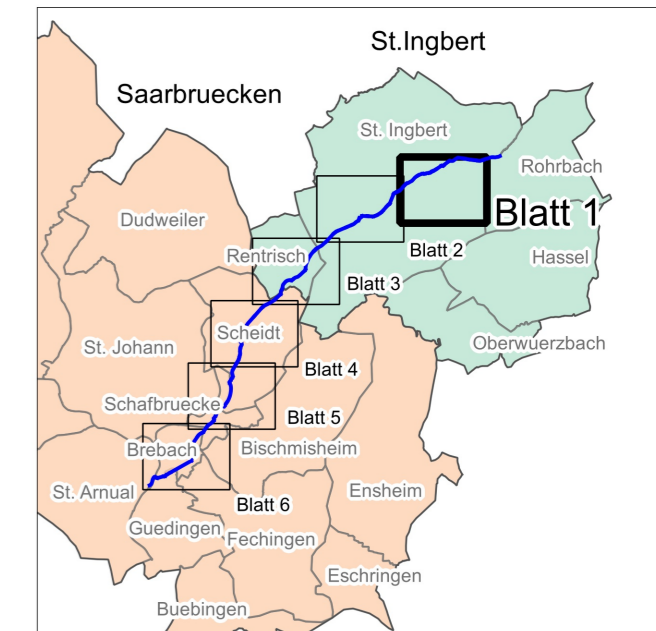 St.Ingbert
Saarbruecken
St. Ingbert
Rohrbach
Blatt 1
Dudweiler
Rentrisch
Blatt 2
Hassel
Blatt 3
Scheidt
St. Johann
Oberwuerzbach
Blatt 4
Schafbruecke
Blatt 5
Brebach
Bischmisheim
St. Arnual
Ensheim
Blatt 6
Guedingen
Fechingen
Eschringen
Buebingen